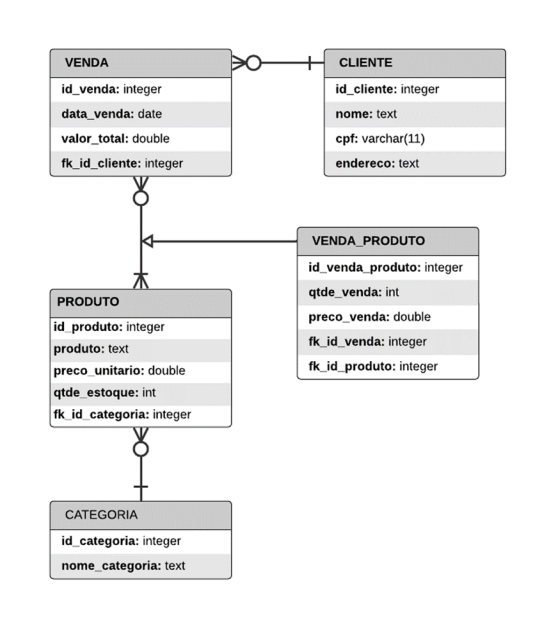 VENDA
id_venda: integer
data_venda: date
valor_total: double
fk_id_cliente: integer
CLIENTE
id_cliente: integer
nome: text
cpf: varchar(11)
endereco: text
VENDA_PRODUTO
id_venda_produto: integer
qtde_venda: int
preco_venda: double
fk_id_venda: integer
fk_id_produto: integer
PRODUTO
id_produto: integer
produto: text
preco_unitario: double
qtde_estoque: int
fk_id_categoria: integer
CATEGORIA
id_categoria: integer
nome_categoria: text